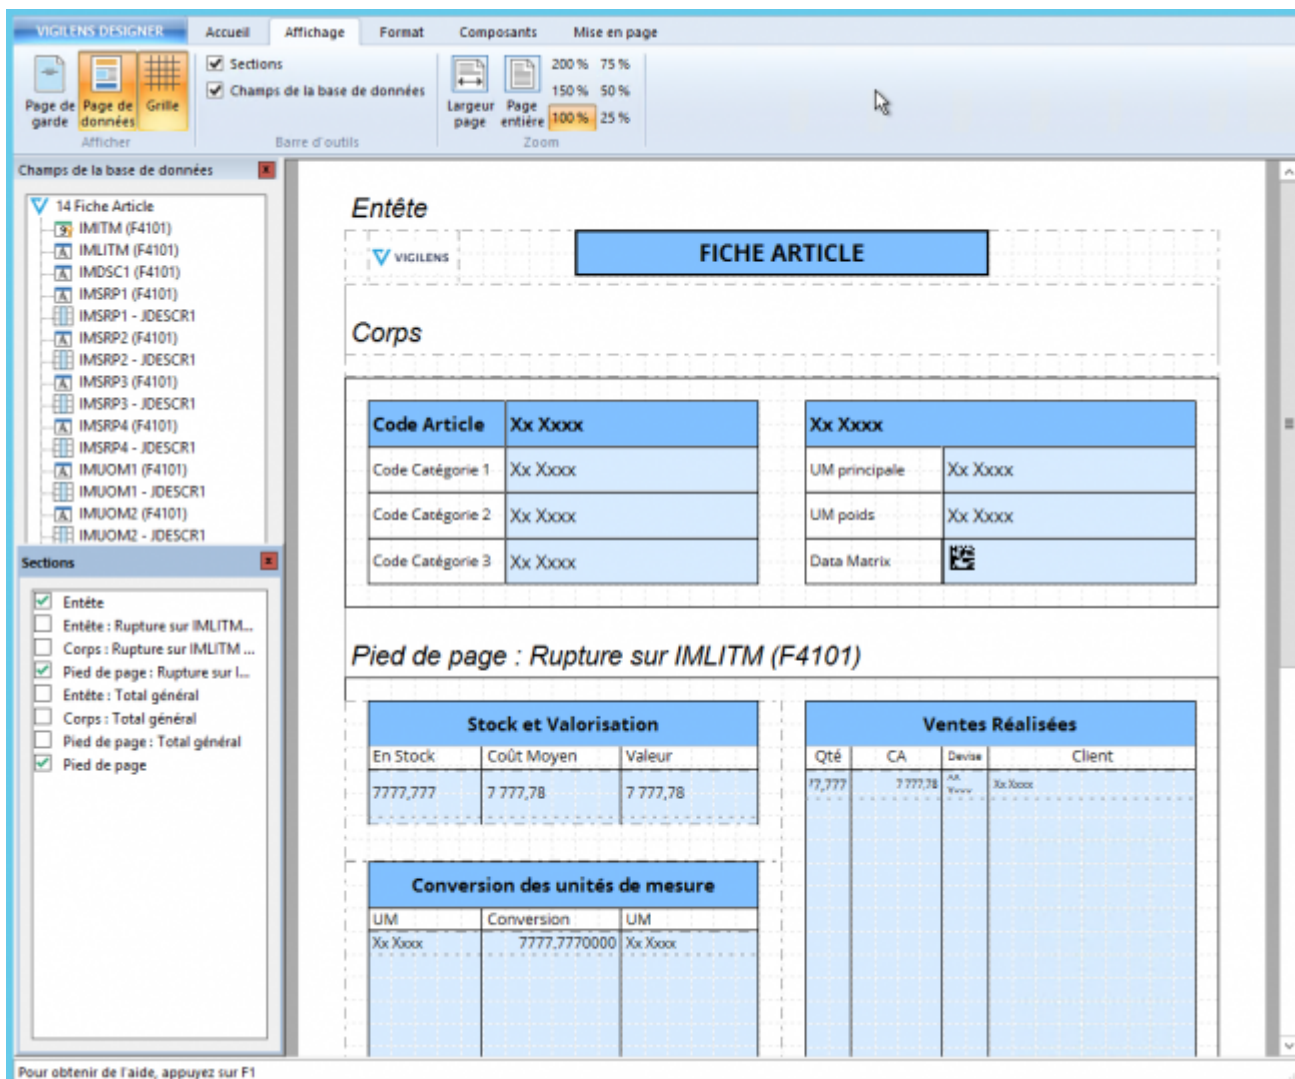 VIGILENS DESIGNER Accueil Affichage Format Composants Mise en page
Sections
Champs de la base de données
200 % 75 %
150 % 50 %
100 % 25 %
Page de garde
Page de données
Grille
Largeur page
Page entière
Afficher Barre d'outils Zoom
Champs de la base de données
14 Fiche Article
IMITM (F4101)
IMLITM (F4101)
IMDSC1 (F4101)
IMSRP1 (F4101)
IMSRP1 - JDESCR1
IMSRP2 (F4101)
IMSRP2 - JDESCR1
IMSRP3 (F4101)
IMSRP3 - JDESCR1
IMSRP4 (F4101)
IMSRP4 - JDESCR1
IMUOM1 (F4101)
IMUOM1 - JDESCR1
IMUOM2 (F4101)
IMUOM2 - JDESCR1
Sections
Entête
Entête : Rupture sur IMLITM...
Corps : Rupture sur IMLITM ...
Pied de page : Rupture sur I...
Entête : Total général
Corps : Total général
Pied de page : Total général
Pied de page
Entête
VIGILENS
FICHE ARTICLE
Corps
Code Article Xx Xxxx
Code Catégorie 1 Xx Xxxx
Code Catégorie 2 Xx Xxxx
Code Catégorie 3 Xx Xxxx
Xx Xxxx
UM principale Xx Xxxx
UM poids Xx Xxxx
Data Matrix
Pied de page : Rupture sur IMLITM (F4101)
Stock et Valorisation
En Stock Coût Moyen Valeur
7777,777 7 777,78 7 777,78
Ventes Réalisées
Qté CA Devise Client
7,777 7 777,78 Xx Xxxx Xx Xxxx
Conversion des unités de mesure
UM Conversion UM
Xx Xxxx 7777.7770000 Xx Xxxx
Pour obtenir de l'aide, appuyez sur F1